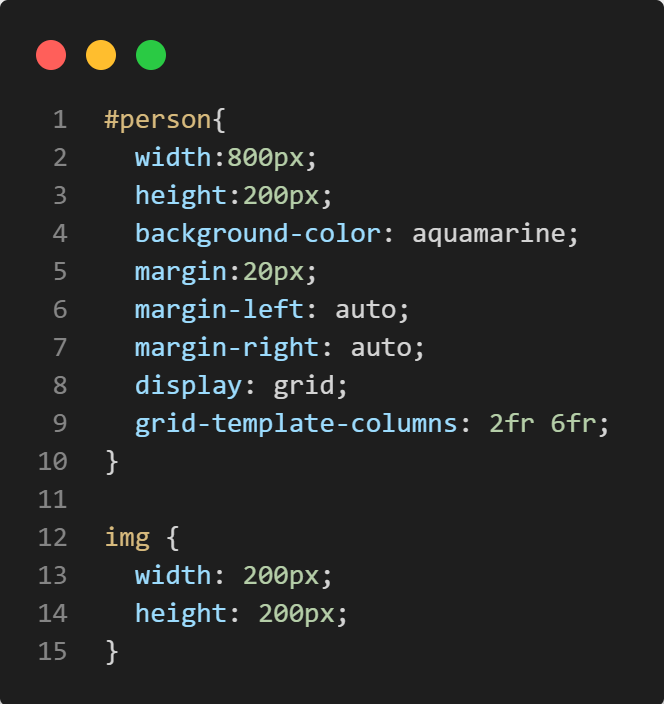 1 #person{
2   width:800px;
3   height:200px;
4   background-color: aquamarine;
5   margin:20px;
6   margin-left: auto;
7   margin-right: auto;
8   display: grid;
9   grid-template-columns: 2fr 6fr;
10 }
11
12 img {
13   width: 200px;
14   height: 200px;
15 }